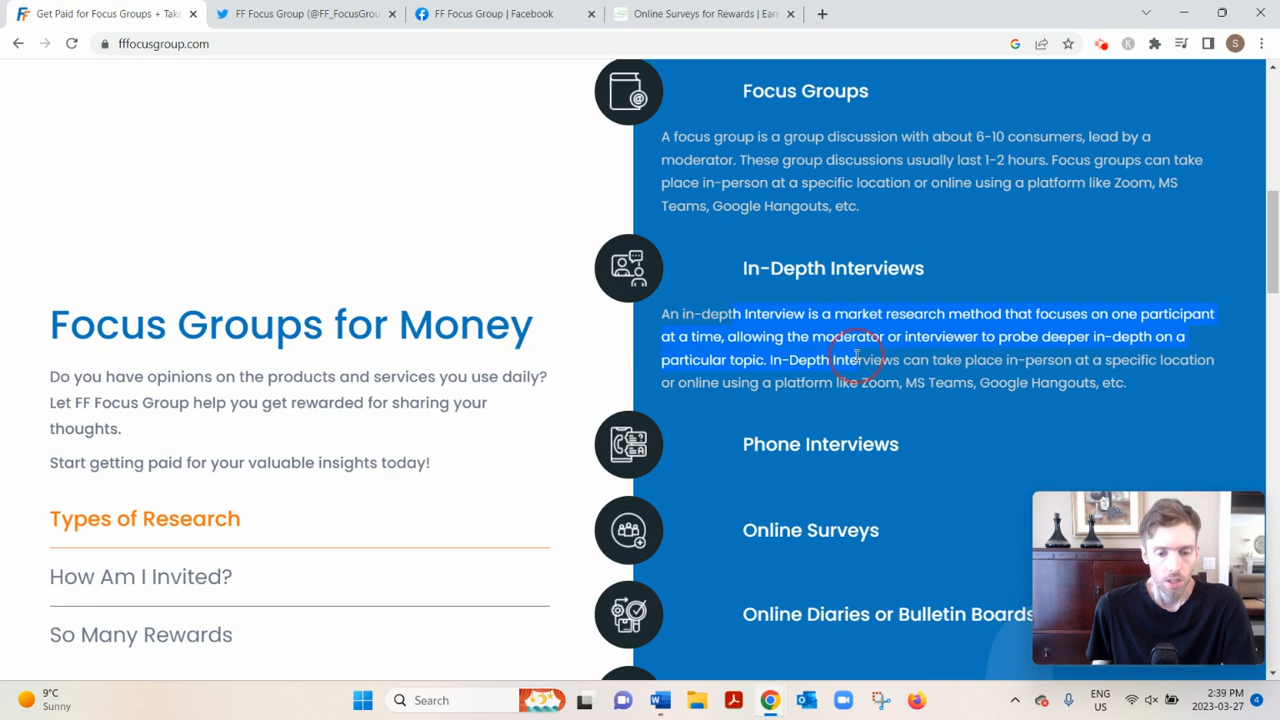 Get Paid for Focus Groups + Take
FF Focus Group (@FF_FocusGrou
FF Focus Group | Facebook
Online Surveys for Rewards | Ear
fffocusgroup.com
S
Focus Groups
A focus group is a group discussion with about 6-10 consumers, lead by a
moderator. These group discussions usually last 1-2 hours. Focus groups can take
place in-person at a specific location or online using a platform like Zoom, MS
Teams, Google Hangouts, etc.
In-Depth Interviews
An in-depth Interview is a market research method that focuses on one participant
at a time, allowing the moderator or interviewer to probe deeper in-depth on a
particular topic. In-Depth Interviews can take place in-person at a specific location
or online using a platform like Zoom, MS Teams, Google Hangouts, etc.
Focus Groups for Money
Do you have opinions on the products and services you use daily?
Let FF Focus Group help you get rewarded for sharing your
thoughts.
Start getting paid for your valuable insights today!
Types of Research
How Am I Invited?
So Many Rewards
Phone Interviews
Online Surveys
Online Diaries or Bulletin Boards
9°C
Sunny
Search
ENG
US
2:39 PM
2023-03-27
4